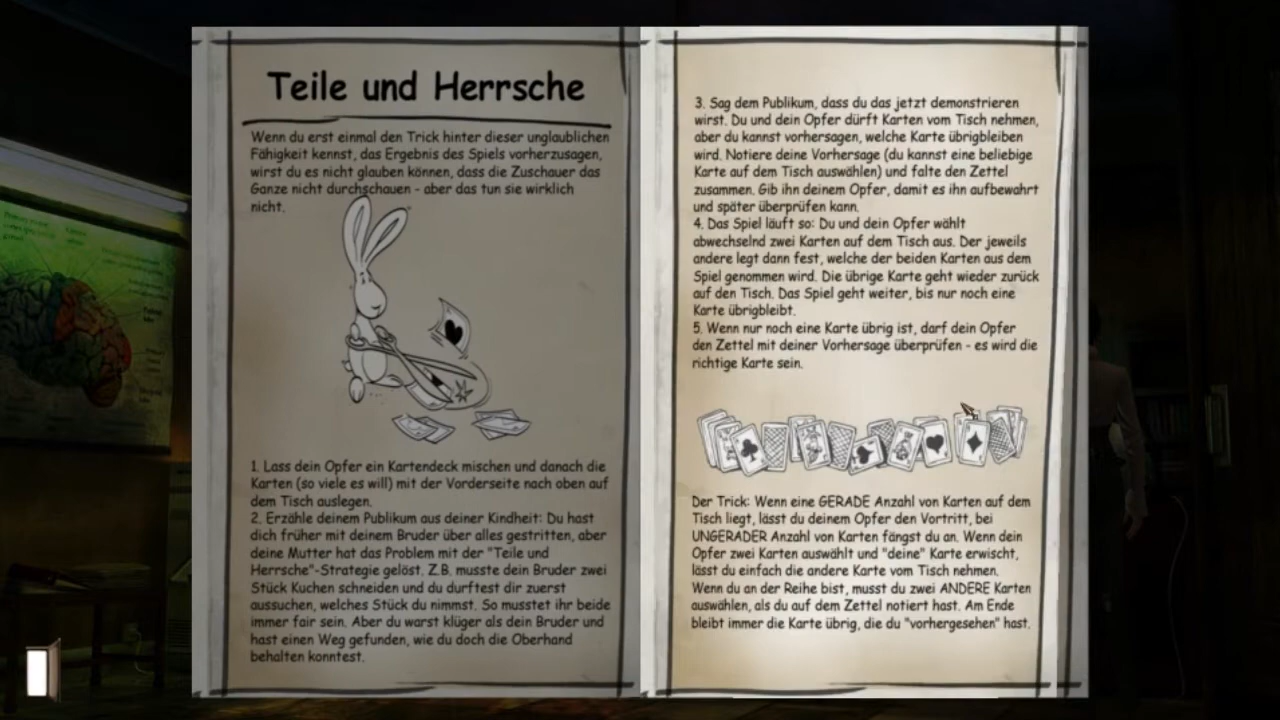 Teile und Herrsche
Wenn du erst einmal den Trick hinter dieser unglaublichen
Fähigkeit kennst, das Ergebnis des Spiels vorherzusagen,
wirst du es nicht glauben können, dass die Zuschauer das
Ganze nicht durchschauen - aber das tun sie wirklich
nicht.
1. Lass dein Opfer ein Kartendeck mischen und danach die
Karten (so viele es will) mit der Vorderseite nach oben auf
dem Tisch auslegen.
2. Erzähle deinem Publikum aus deiner Kindheit: Du hast
dich früher mit deinem Bruder über alles gestritten, aber
deine Mutter hat das Problem mit der "Teile und
Herrsche"-Strategie gelöst. Z.B. musste dein Bruder zwei
Stück Kuchen schneiden und du durftest dir zuerst
aussuchen, welches Stück du nimmst. So musstet ihr beide
immer fair sein. Aber du warst klüger als dein Bruder und
hast einen Weg gefunden, wie du doch die Oberhand
behalten konntest.
3. Sag dem Publikum, dass du das jetzt demonstrieren
wirst. Du und dein Opfer dürft Karten vom Tisch nehmen,
aber du kannst vorhersagen, welche Karte übrigbleiben
wird. Notiere deine Vorhersage (du kannst eine beliebige
Karte auf dem Tisch auswählen) und falte den Zettel
zusammen. Gib ihn deinem Opfer, damit es ihn aufbewahrt
und später überprüfen kann.
4. Das Spiel läuft so: Du und dein Opfer wählt
abwechselnd zwei Karten auf dem Tisch aus. Der jeweils
andere legt dann fest, welche der beiden Karten aus dem
Spiel genommen wird. Die übrige Karte geht wieder zurück
auf den Tisch. Das Spiel geht weiter, bis nur noch eine
Karte übrigbleibt.
5. Wenn nur noch eine Karte übrig ist, darf dein Opfer
den Zettel mit deiner Vorhersage überprüfen - es wird die
richtige Karte sein.
Der Trick: Wenn eine GERADE Anzahl von Karten auf dem
Tisch liegt, lässt du deinem Opfer den Vortritt, bei
UNGERADER Anzahl von Karten fängst du an. Wenn dein
Opfer zwei Karten auswählt und "deine" Karte erwischt,
lässt du einfach die andere Karte vom Tisch nehmen.
Wenn du an der Reihe bist, musst du zwei ANDERE Karten
auswählen, als du auf dem Zettel notiert hast. Am Ende
bleibt immer die Karte übrig, die du "vorhergesehen" hast.